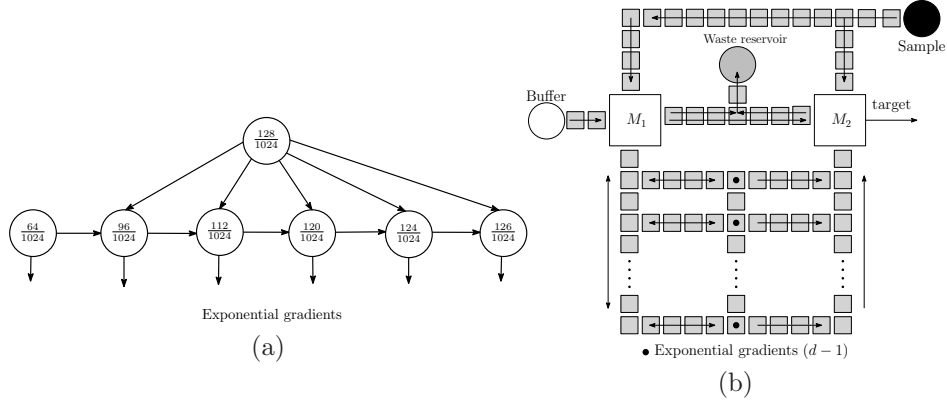 128
1024
64
1024
96
1024
112
1024
120
1024
124
1024
126
1024
Exponential gradients
(a)
Waste reservoir
Sample
Buffer
M1
M2
target
• Exponential gradients (d − 1)
(b)